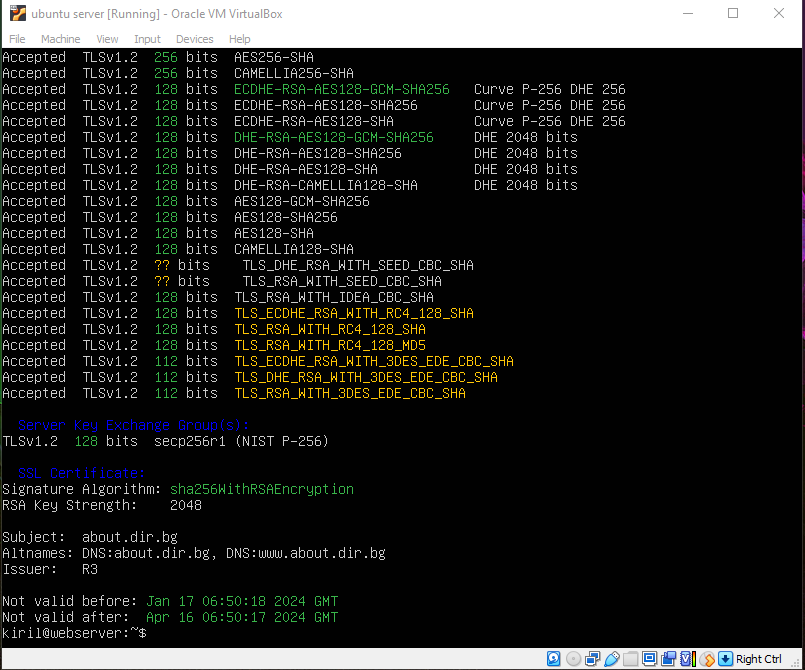 ubuntu server [Running] - Oracle VM VirtualBox
File Machine View Input Devices Help
Accepted TLSv1.2 256 bits AES256-SHA
Accepted TLSv1.2 256 bits CAMELLIA256-SHA
Accepted TLSv1.2 128 bits ECDHE-RSA-AES128-GCM-SHA256 Curve P-256 DHE 256
Accepted TLSv1.2 128 bits ECDHE-RSA-AES128-SHA256 Curve P-256 DHE 256
Accepted TLSv1.2 128 bits ECDHE-RSA-AES128-SHA Curve P-256 DHE 256
Accepted TLSv1.2 128 bits DHE-RSA-AES128-GCM-SHA256 DHE 2048 bits
Accepted TLSv1.2 128 bits DHE-RSA-AES128-SHA256 DHE 2048 bits
Accepted TLSv1.2 128 bits DHE-RSA-AES128-SHA DHE 2048 bits
Accepted TLSv1.2 128 bits DHE-RSA-CAMELLIA128-SHA DHE 2048 bits
Accepted TLSv1.2 128 bits AES128-GCM-SHA256
Accepted TLSv1.2 128 bits AES128-SHA256
Accepted TLSv1.2 128 bits AES128-SHA
Accepted TLSv1.2 128 bits CAMELLIA128-SHA
Accepted TLSv1.2 ?? bits TLS_DHE_RSA_WITH_SEED_CBC_SHA
Accepted TLSv1.2 ?? bits TLS_RSA_WITH_SEED_CBC_SHA
Accepted TLSv1.2 128 bits TLS_RSA_WITH_IDEA_CBC_SHA
Accepted TLSv1.2 128 bits TLS_ECDHE_RSA_WITH_RC4_128_SHA
Accepted TLSv1.2 128 bits TLS_RSA_WITH_RC4_128_SHA
Accepted TLSv1.2 128 bits TLS_RSA_WITH_RC4_128_MD5
Accepted TLSv1.2 112 bits TLS_ECDHE_RSA_WITH_3DES_EDE_CBC_SHA
Accepted TLSv1.2 112 bits TLS_DHE_RSA_WITH_3DES_EDE_CBC_SHA
Accepted TLSv1.2 112 bits TLS_RSA_WITH_3DES_EDE_CBC_SHA
Server Key Exchange Group(s):
TLSv1.2 128 bits secp256r1 (NIST P-256)
SSL Certificate:
Signature Algorithm: sha256WithRSAEncryption
RSA Key Strength: 2048
Subject: about.dir.bg
Altnames: DNS:about.dir.bg, DNS:www.about.dir.bg
Issuer: R3
Not valid before: Jan 17 06:50:18 2024 GMT
Not valid after: Apr 16 06:50:17 2024 GMT
kiril@webserver:~$
Right Ctrl